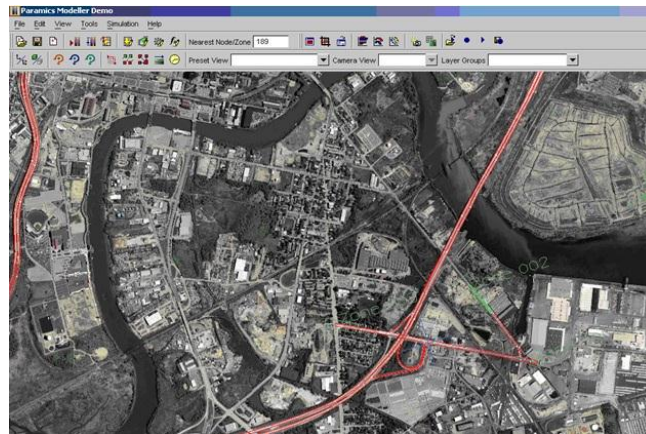 Paramics Modeller Demo
File Edit View Tools Simulation Help
Nearest Node/Zone 189
Preset View Camera View Layer Groups